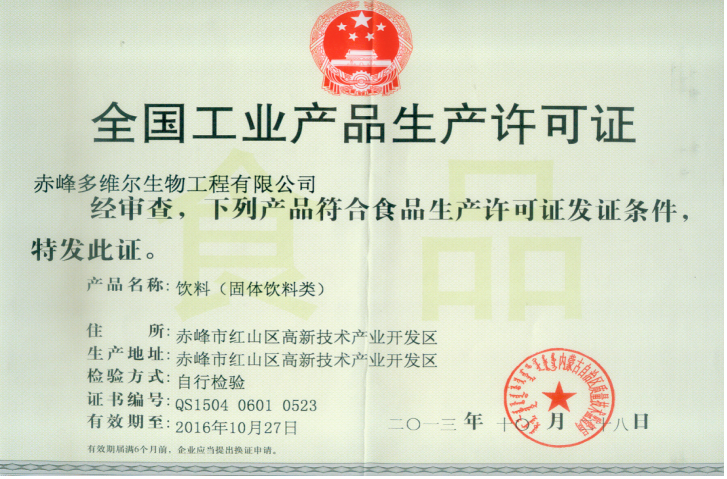 全国工业产品生产许可证
食品
赤峰多维尔生物工程有限公司
经审查，下列产品符合食品生产许可证发证条件，
特发此证。
产品名称：饮料（固体饮料类）
住 所：赤峰市红山区高新技术产业开发区
生产地址：赤峰市红山区高新技术产业开发区
检验方式：自行检验
证书编号：QS1504 0601 0523
有效期至：2016年10月27日
二〇一三年 十〇月 十八日
有效期届满6个月前，企业应当提出换证申请。